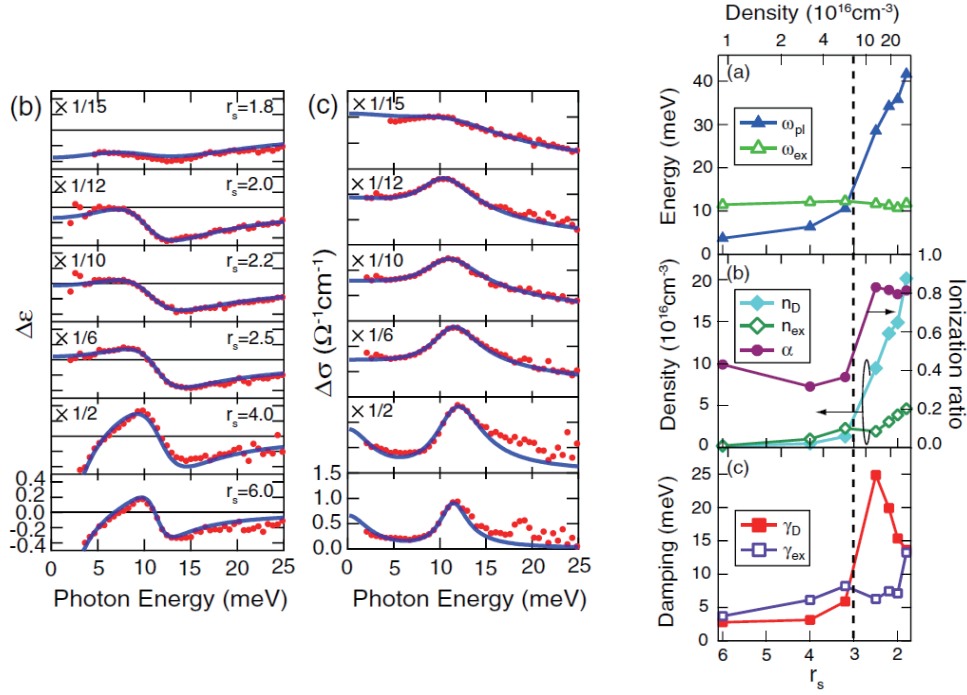 (b)
× 1/15
r_s=1.8
× 1/12
r_s=2.0
× 1/10
r_s=2.2
× 1/6
r_s=2.5
× 1/2
r_s=4.0
r_s=6.0
Δε
0.4
0.2
0.0
-0.2
-0.4
0 5 10 15 20 25
Photon Energy (meV)
(c)
× 1/15
× 1/12
× 1/10
× 1/6
× 1/2
Δσ (Ω⁻¹cm⁻¹)
1.5
1.0
0.5
0.0
0 5 10 15 20 25
Photon Energy (meV)
Density (10¹⁶cm⁻³)
1 10 20
(a)
Energy (meV)
40
30
20
10
0
ω_pl
ω_ex
(b)
Density (10¹⁶cm⁻³)
20
15
10
5
0
n_D
n_ex
α
1.0
0.8
0.6
0.4
0.2
0.0
Ionization ratio
(c)
Damping (meV)
25
20
15
10
5
0
γ_D
γ_ex
6 5 4 3 2
r_s